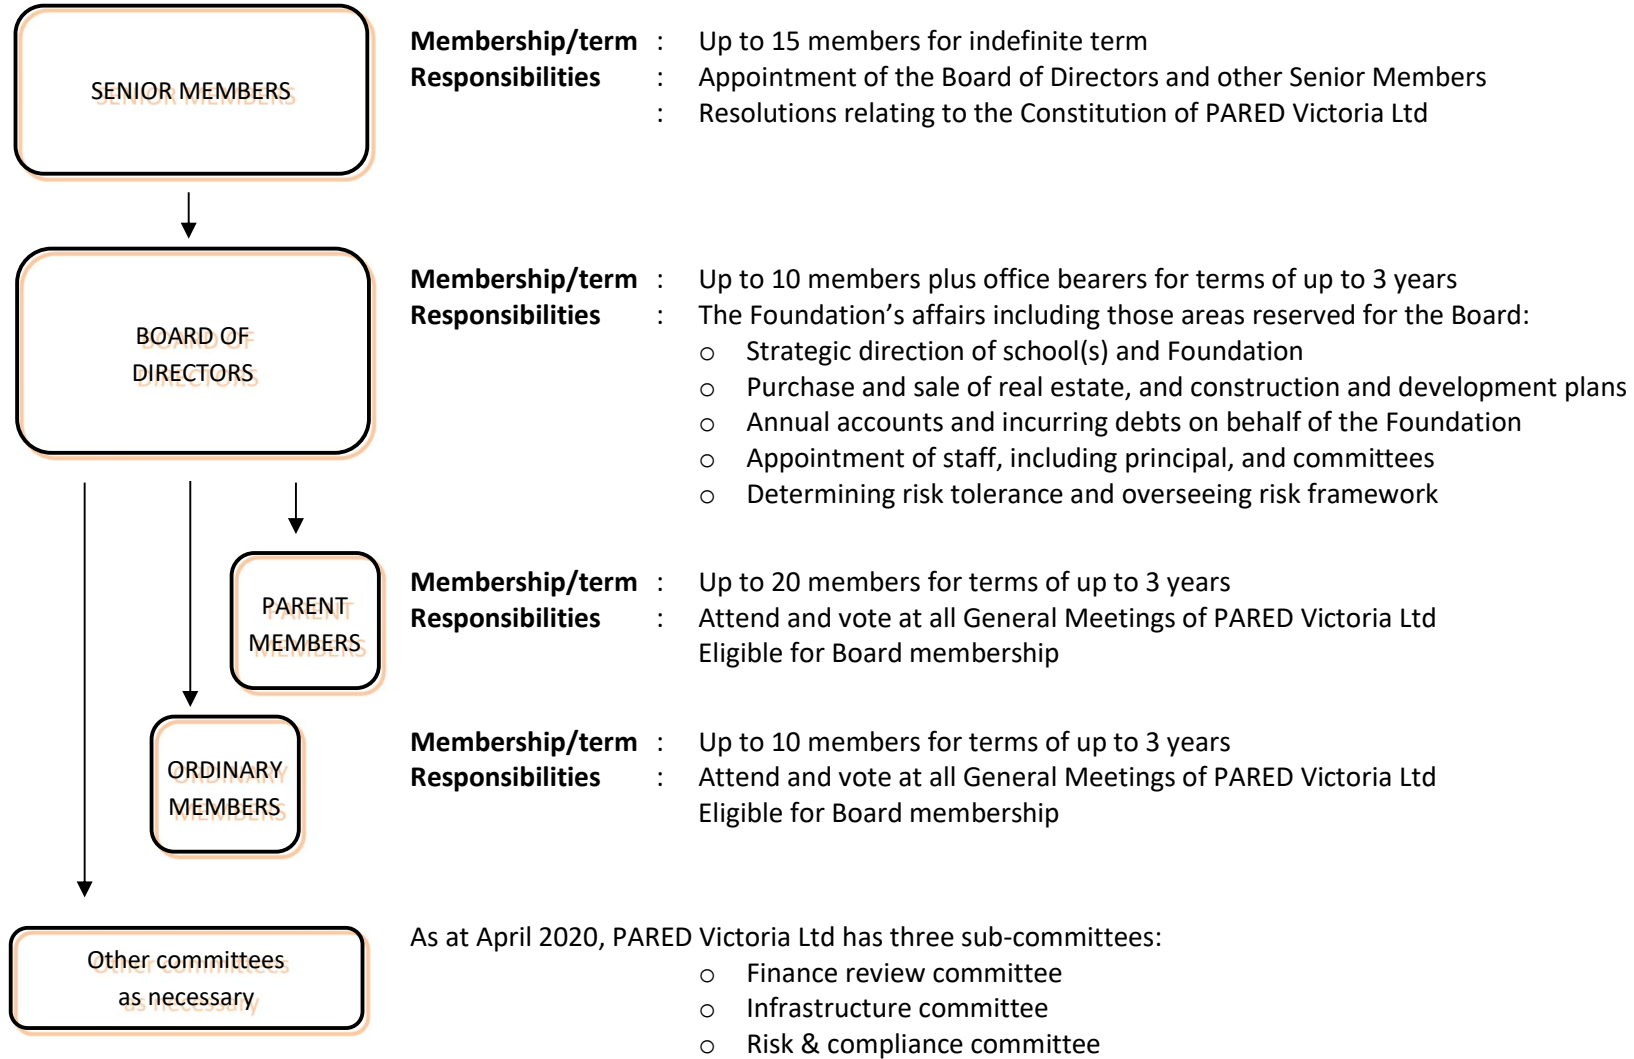 SENIOR MEMBERS
Membership/term : Up to 15 members for indefinite term
Responsibilities : Appointment of the Board of Directors and other Senior Members
: Resolutions relating to the Constitution of PARED Victoria Ltd
BOARD OF
DIRECTORS
Membership/term : Up to 10 members plus office bearers for terms of up to 3 years
Responsibilities : The Foundation’s affairs including those areas reserved for the Board:
o Strategic direction of school(s) and Foundation
o Purchase and sale of real estate, and construction and development plans
o Annual accounts and incurring debts on behalf of the Foundation
o Appointment of staff, including principal, and committees
o Determining risk tolerance and overseeing risk framework
PARENT
MEMBERS
Membership/term : Up to 20 members for terms of up to 3 years
Responsibilities : Attend and vote at all General Meetings of PARED Victoria Ltd
Eligible for Board membership
ORDINARY
MEMBERS
Membership/term : Up to 10 members for terms of up to 3 years
Responsibilities : Attend and vote at all General Meetings of PARED Victoria Ltd
Eligible for Board membership
Other committees
as necessary
As at April 2020, PARED Victoria Ltd has three sub-committees:
o Finance review committee
o Infrastructure committee
o Risk & compliance committee